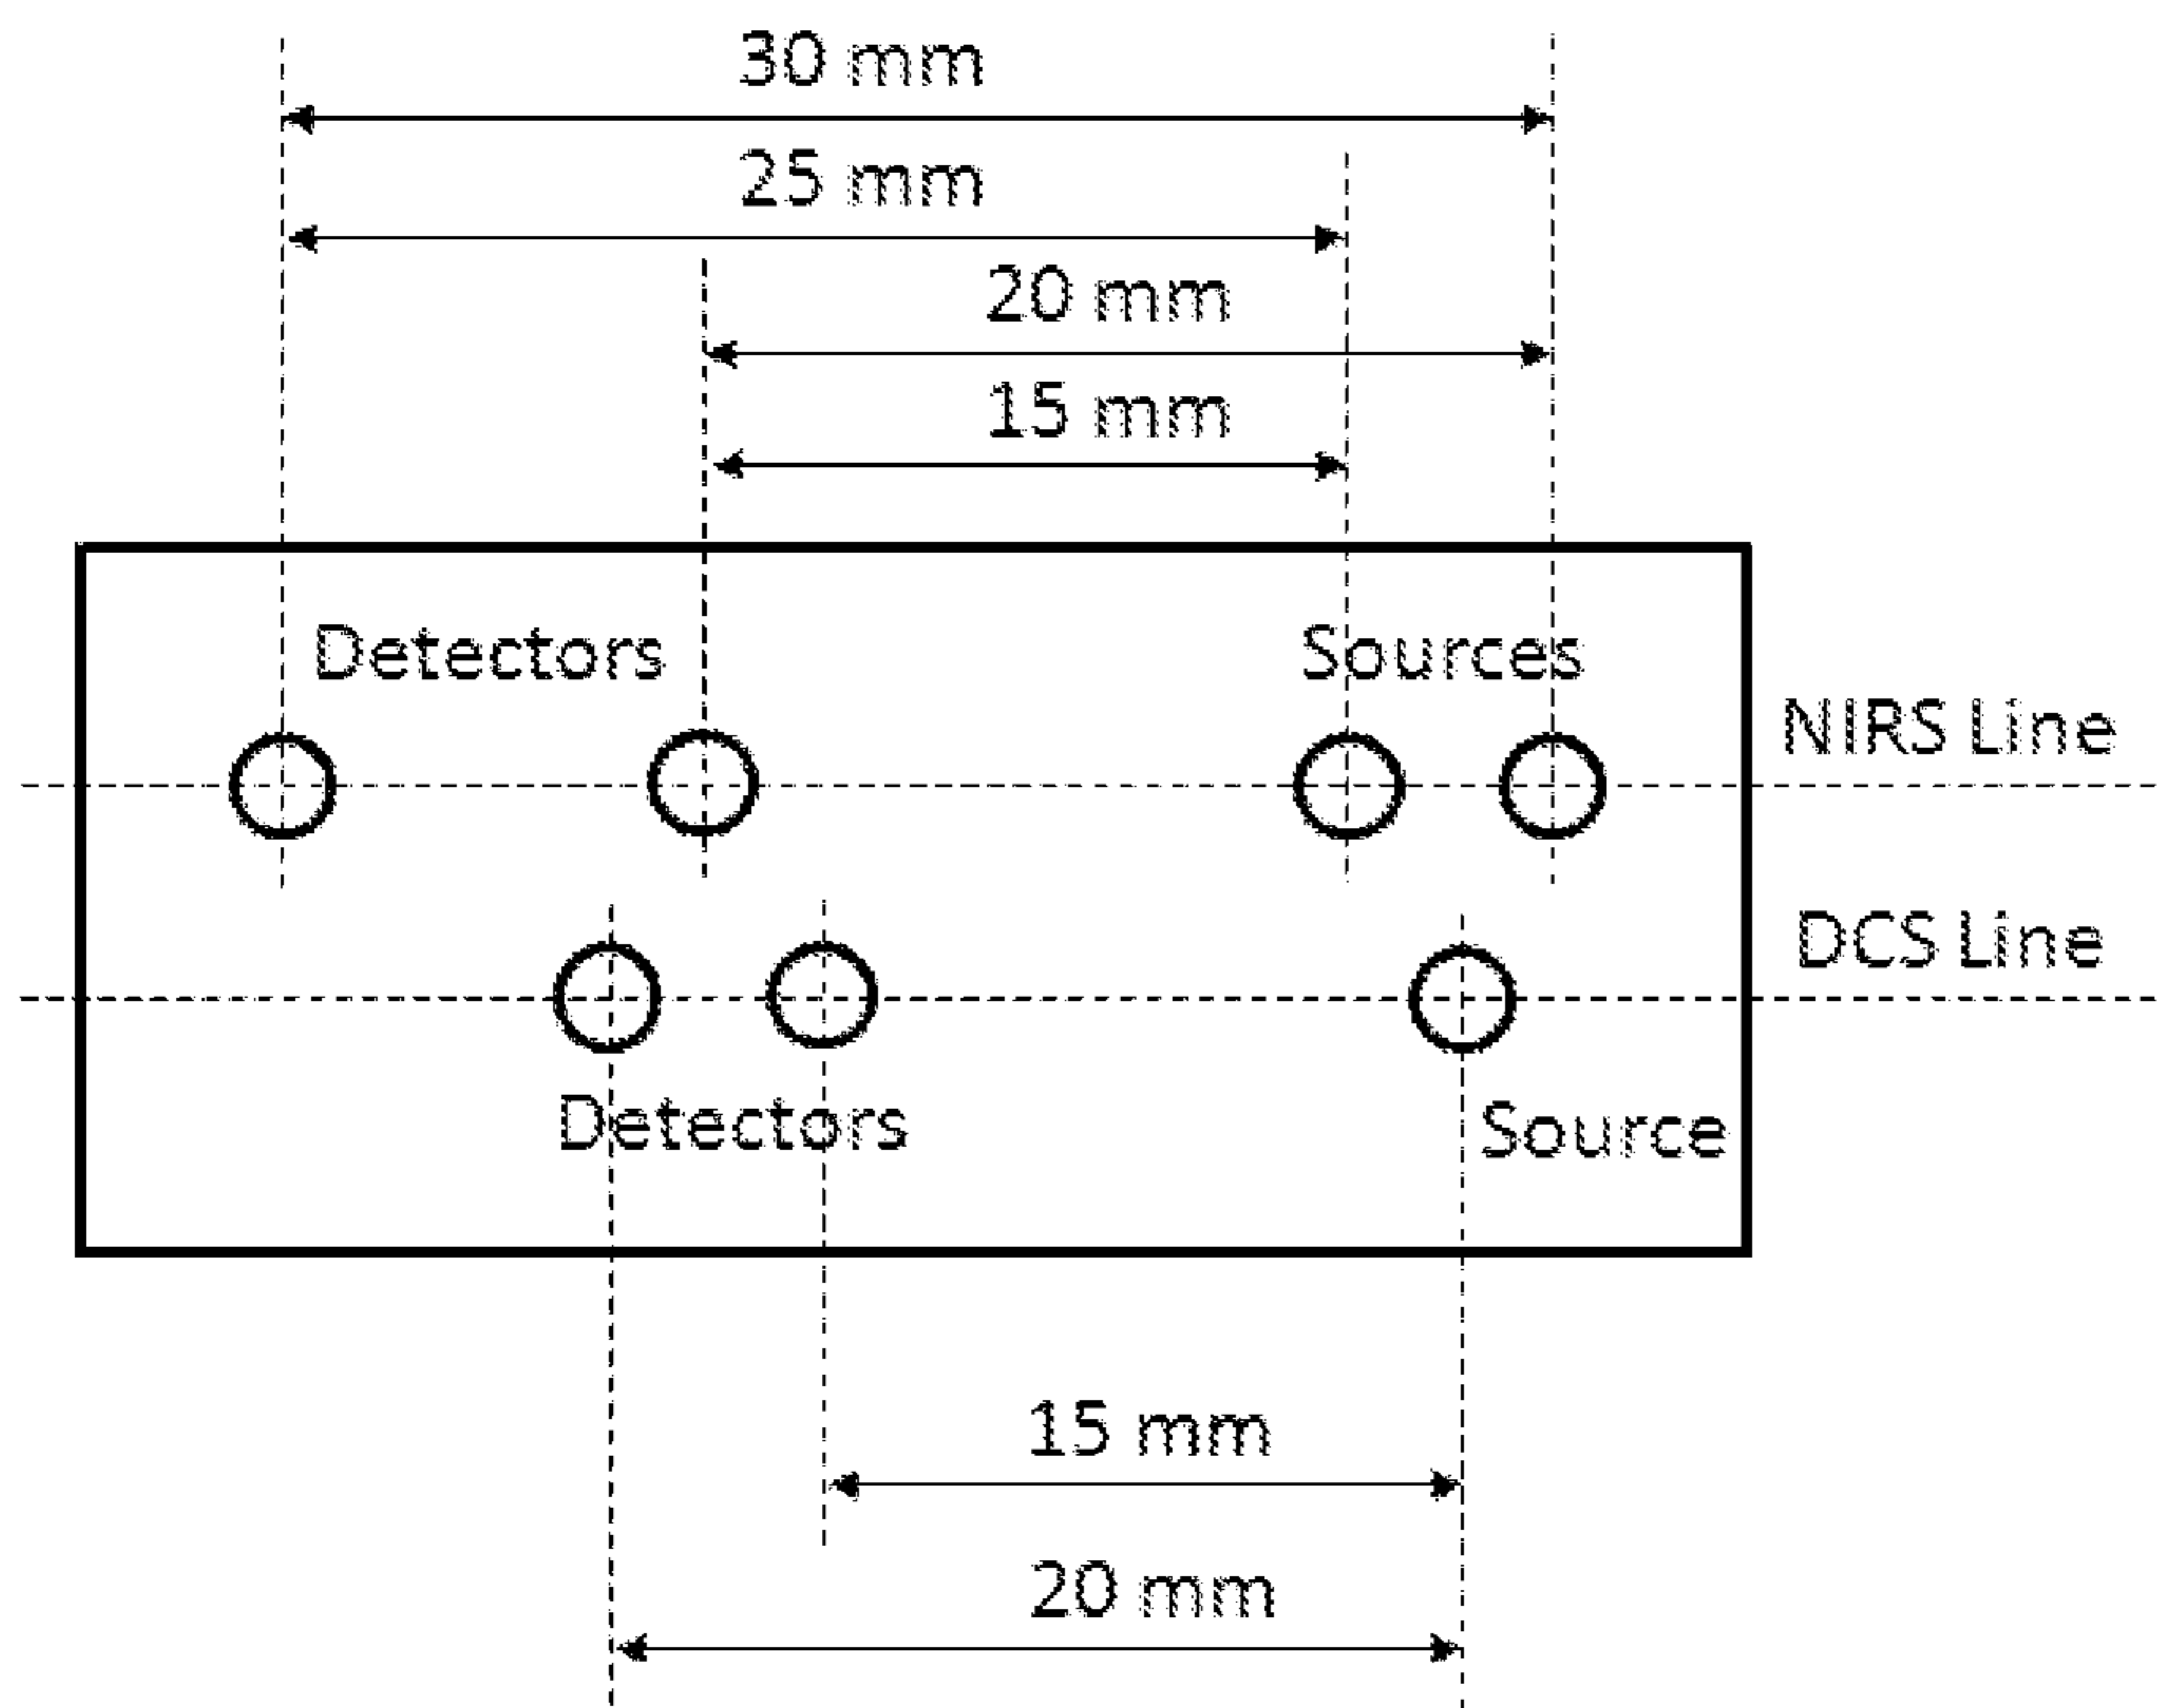 30 mm
25 mm
20 mm
15 mm
Detectors
Sources
NIRS Line
DCS Line
Detectors
Source
15 mm
20 mm